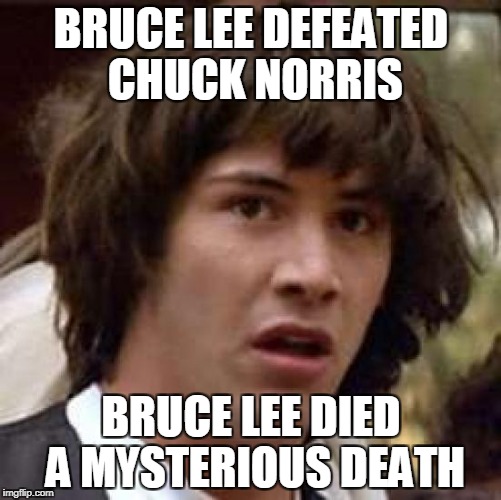 BRUCE LEE DEFEATED
CHUCK NORRIS
BRUCE LEE DIED
A MYSTERIOUS DEATH
imgflip.com